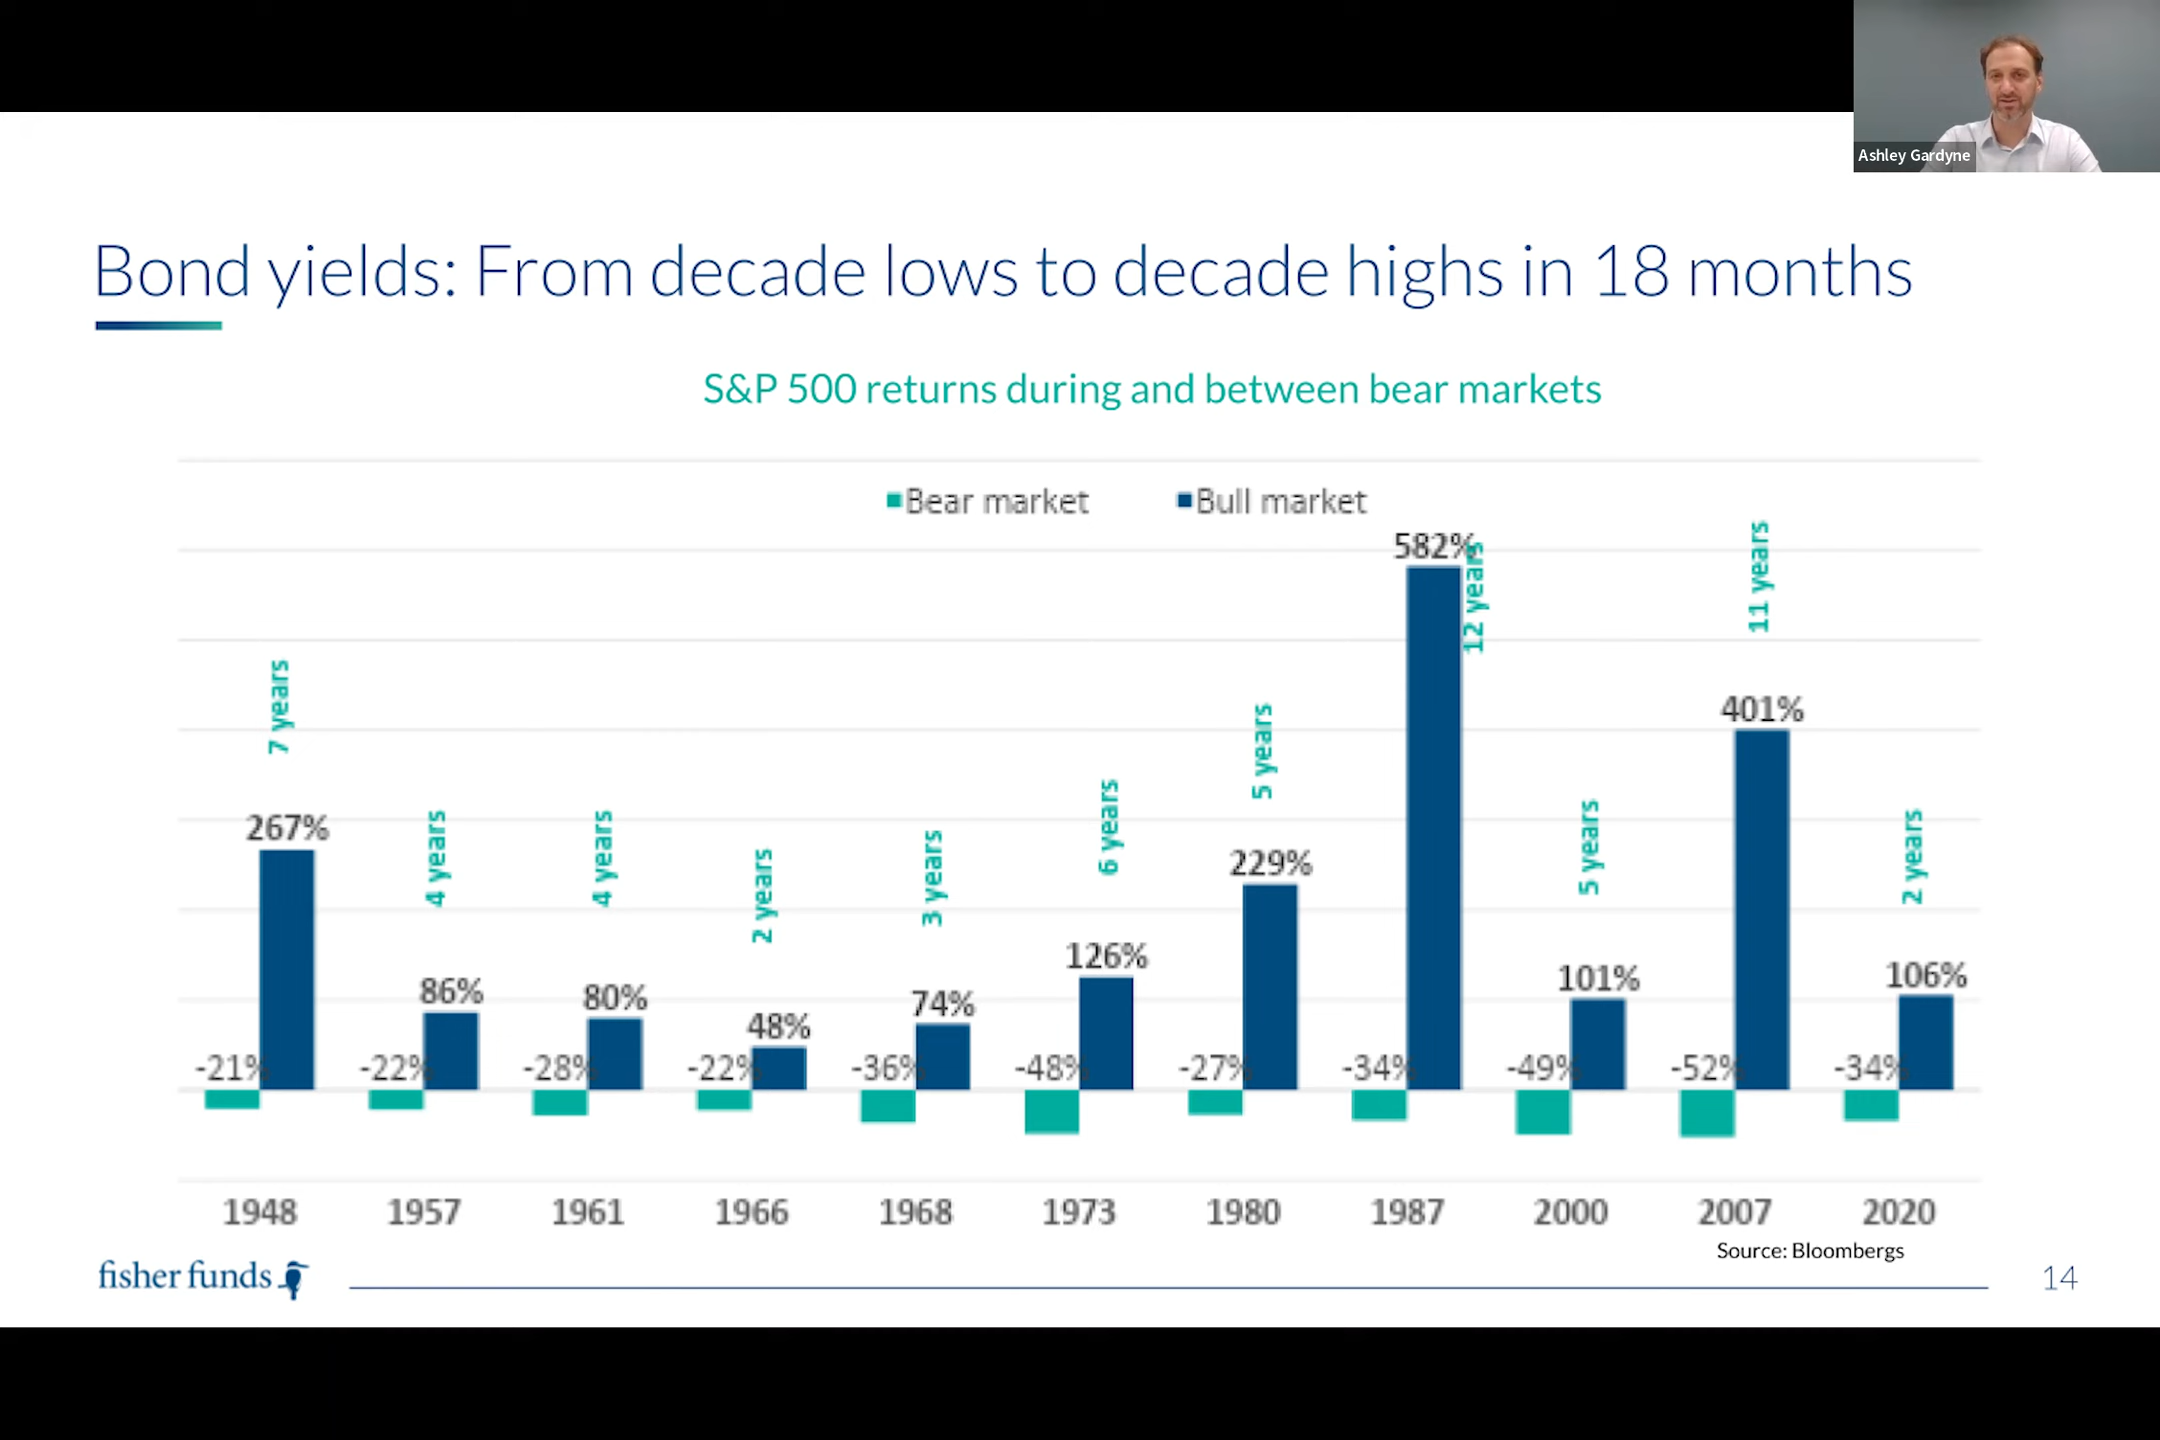 Ashley Gardyne
Bond yields: From decade lows to decade highs in 18 months
S&P 500 returns during and between bear markets
Bear market
Bull market
582%
12 years
11 years
7 years
401%
5 years
267%
4 years
4 years
2 years
3 years
6 years
229%
5 years
2 years
86%
80%
48%
74%
126%
101%
106%
-21%
-22%
-28%
-22%
-36%
-48%
-27%
-34%
-49%
-52%
-34%
1948
1957
1961
1966
1968
1973
1980
1987
2000
2007
2020
Source: Bloombergs
fisher funds
14